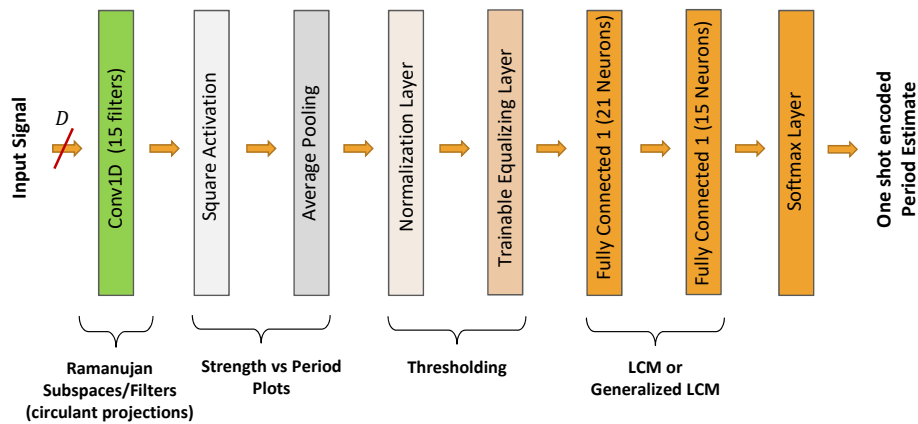 Input Signal
D
Conv1D (15 filters)
Square Activation
Average Pooling
Normalization Layer
Trainable Equalizing Layer
Fully Connected 1 (21 Neurons)
Fully Connected 1 (15 Neurons)
Softmax Layer
One shot encoded
Period Estimate
Ramanujan
Subspaces/Filters
(circulant projections)
Strength vs Period
Plots
Thresholding
LCM or
Generalized LCM